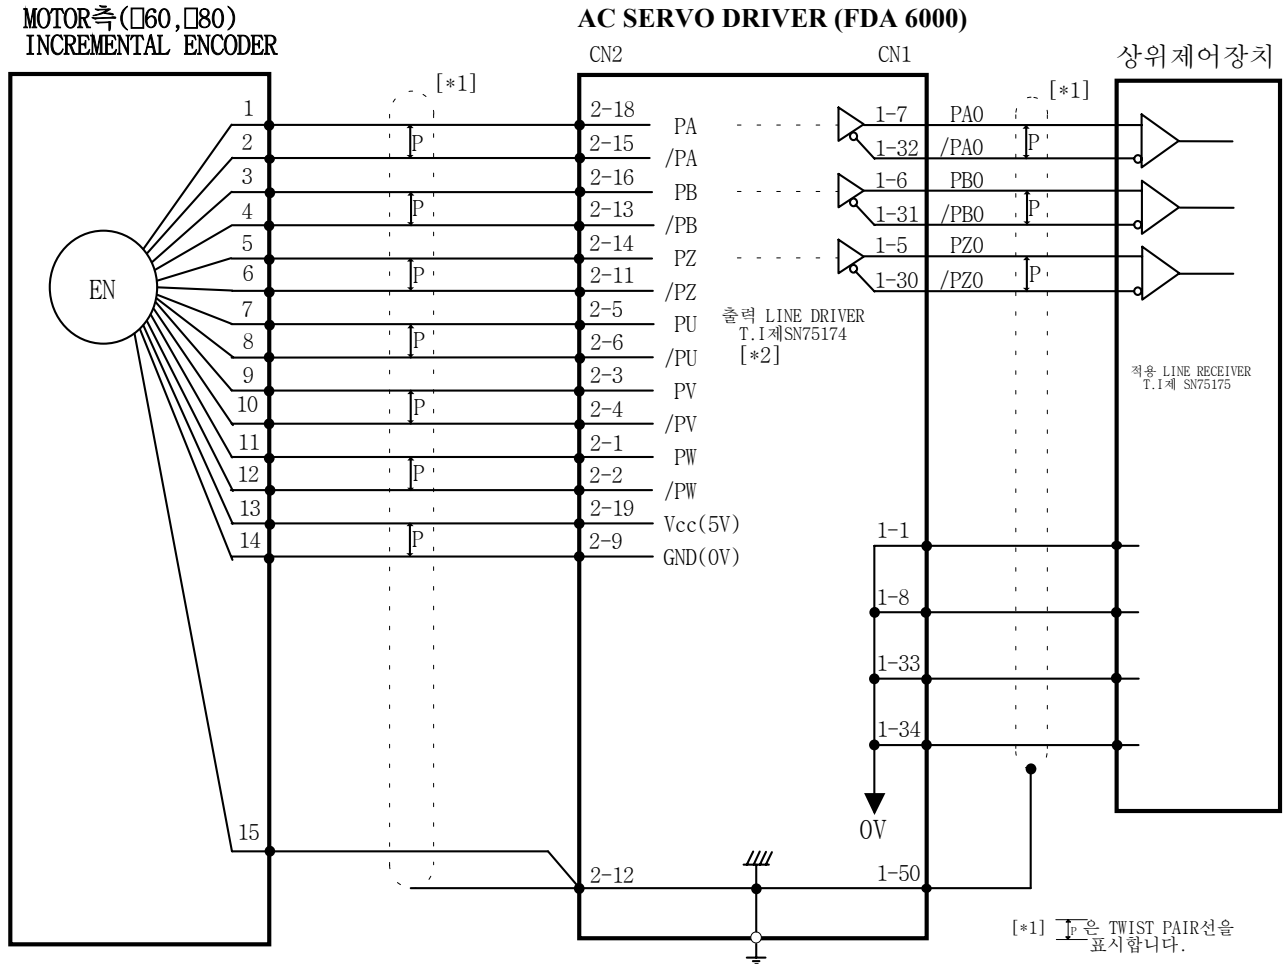 MOTOR측(□60,□80)
INCREMENTAL ENCODER
AC SERVO DRIVER (FDA 6000)
CN2
CN1
상위제어장치
[*1]
[*1]
EN
1
2
3
4
5
6
7
8
9
10
11
12
13
14
15
P
P
P
P
P
P
P
2-18
2-15
2-16
2-13
2-14
2-11
2-5
2-6
2-3
2-4
2-1
2-2
2-19
2-9
2-12
PA
/PA
PB
/PB
PZ
/PZ
PU
/PU
PV
/PV
PW
/PW
Vcc(5V)
GND(0V)
출력 LINE DRIVER
T.I제SN75174
[*2]
1-7 PAO
1-32 /PAO
1-6 PBO
1-31 /PBO
1-5 PZO
1-30 /PZO
P
P
P
적용 LINE RECEIVER
T.I제 SN75175
1-1
1-8
1-33
1-34
0V
1-50
[*1] P은 TWIST PAIR선을
표시합니다.